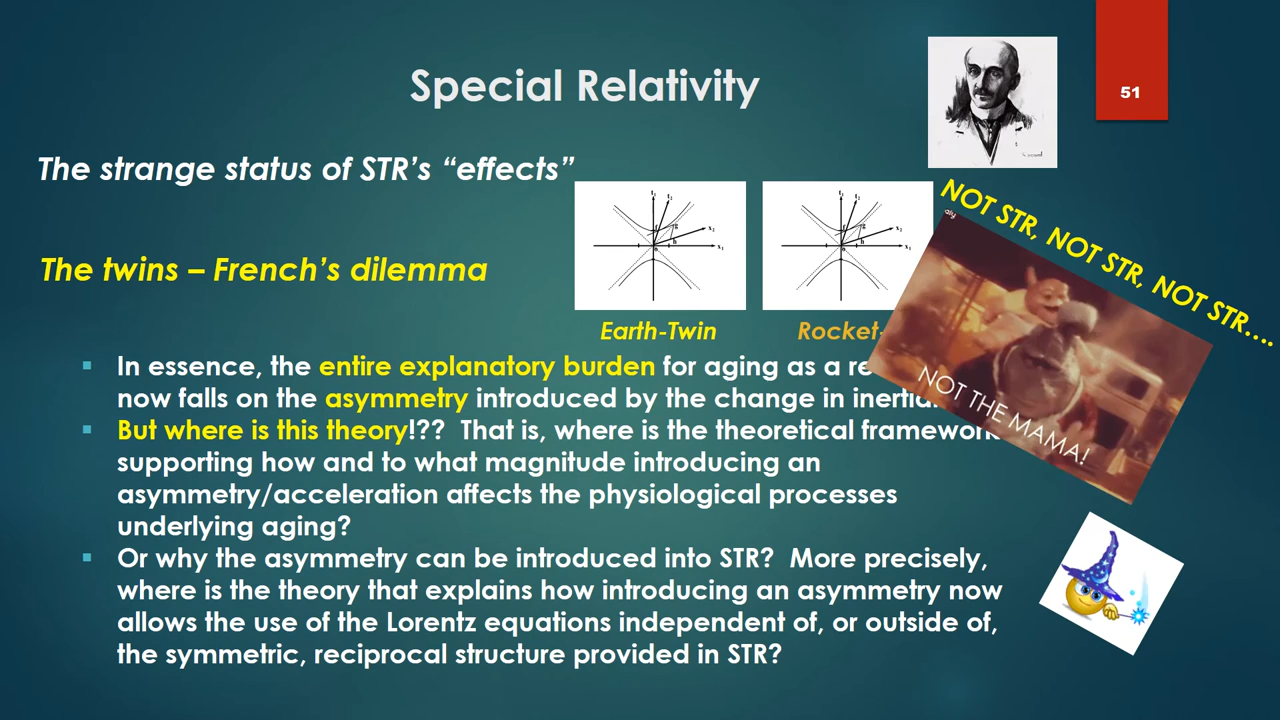 Special Relativity
51
The strange status of STR's “effects”
NOT STR, NOT STR, NOT STR....
The twins – French's dilemma
Earth-Twin
Rocket-
NOT THE MAMA!
In essence, the entire explanatory burden for aging as a re
now falls on the asymmetry introduced by the change in inertial
But where is this theory!?? That is, where is the theoretical framework
supporting how and to what magnitude introducing an
asymmetry/acceleration affects the physiological processes
underlying aging?
Or why the asymmetry can be introduced into STR? More precisely,
where is the theory that explains how introducing an asymmetry now
allows the use of the Lorentz equations independent of, or outside of,
the symmetric, reciprocal structure provided in STR?